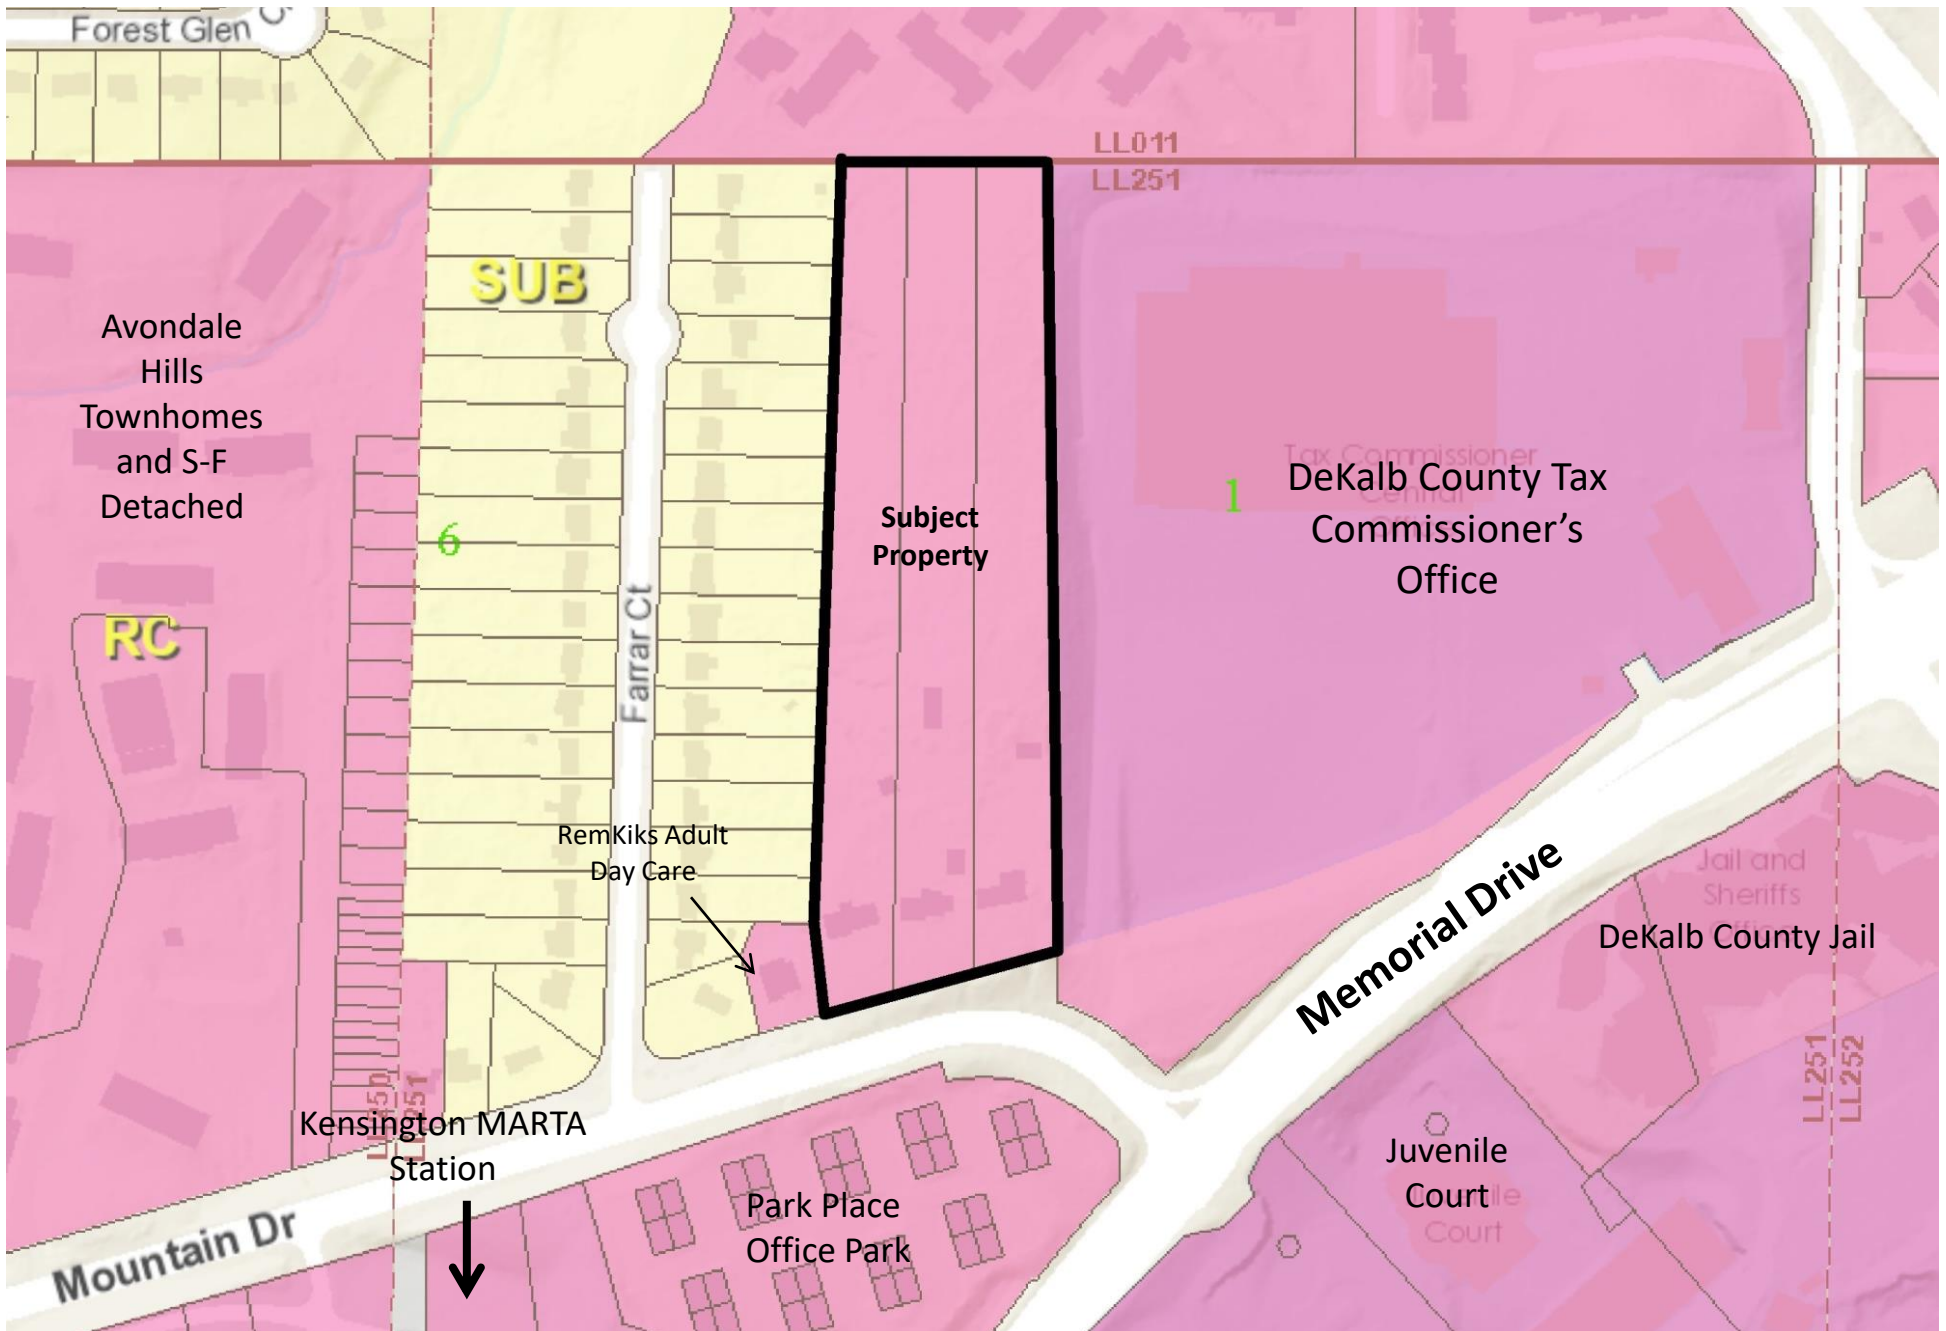 Forest Glen
LL011
LL251
SUB
Avondale
Hills
Townhomes
and S-F
Detached
Subject
Property
Tax Commissioner
Central
DeKalb County Tax
Commissioner’s
Office
1
6
RC
Farrar Ct
RemKiks Adult
Day Care
Memorial Drive
Jail and
Sheriffs
DeKalb County Jail
LL251
LL252
LL251
Kensington MARTA
Station
Juvenile
Court
Juvenile
Court
Park Place
Office Park
Mountain Dr